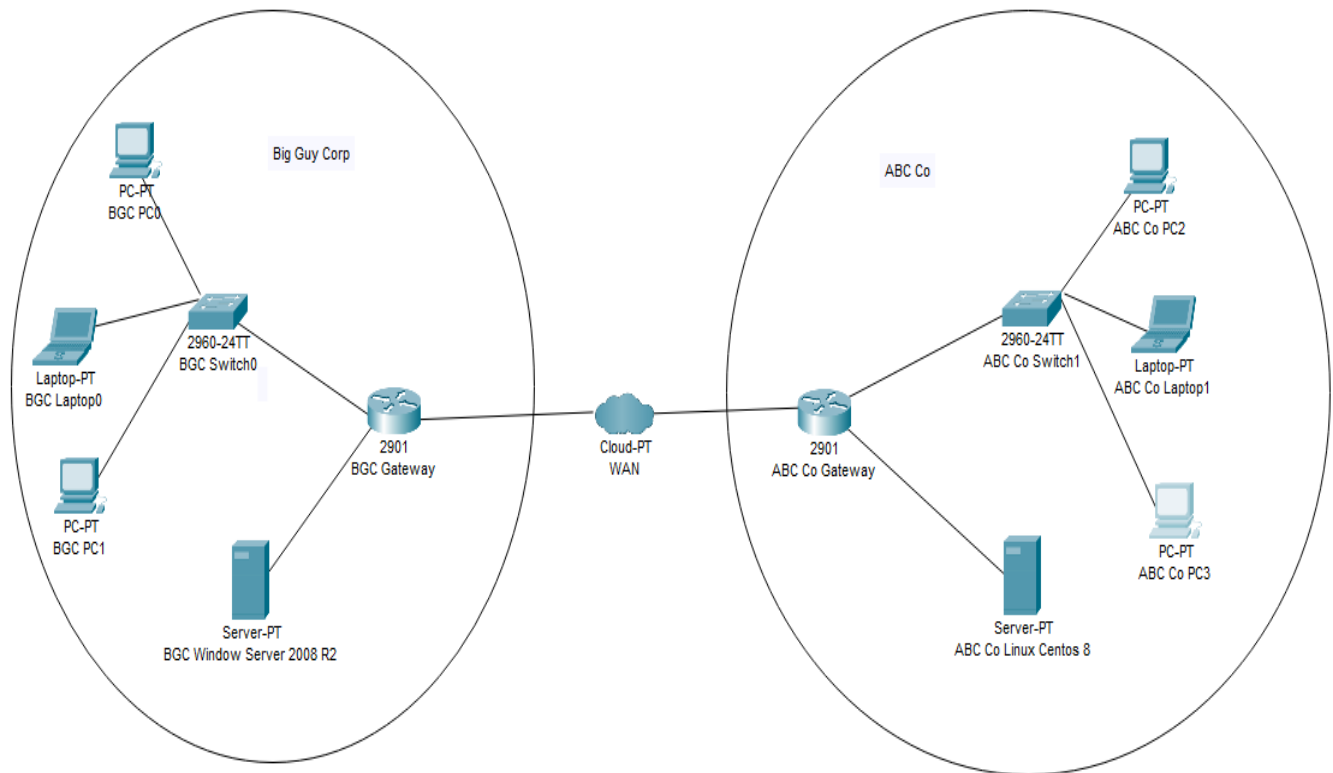 Big Guy Corp
PC-PT
BGC PC0
2960-24TT
BGC Switch0
Laptop-PT
BGC Laptop0
2901
BGC Gateway
PC-PT
BGC PC1
Server-PT
BGC Window Server 2008 R2
Cloud-PT
WAN
ABC Co
PC-PT
ABC Co PC2
2960-24TT
ABC Co Switch1
Laptop-PT
ABC Co Laptop1
2901
ABC Co Gateway
PC-PT
ABC Co PC3
Server-PT
ABC Co Linux Centos 8